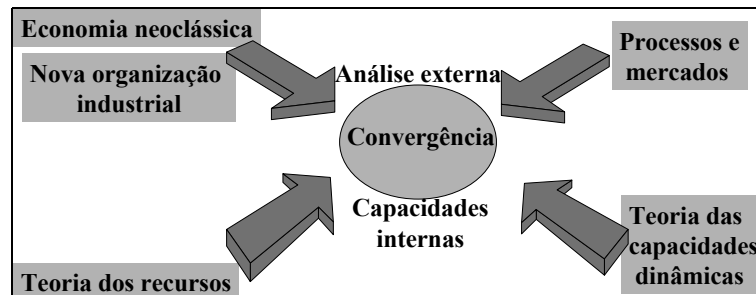 Economia neoclássica
Nova organização
industrial
Análise externa
Processos e
mercados
Convergência
Capacidades
internas
Teoria dos recursos
Teoria das
capacidades
dinâmicas